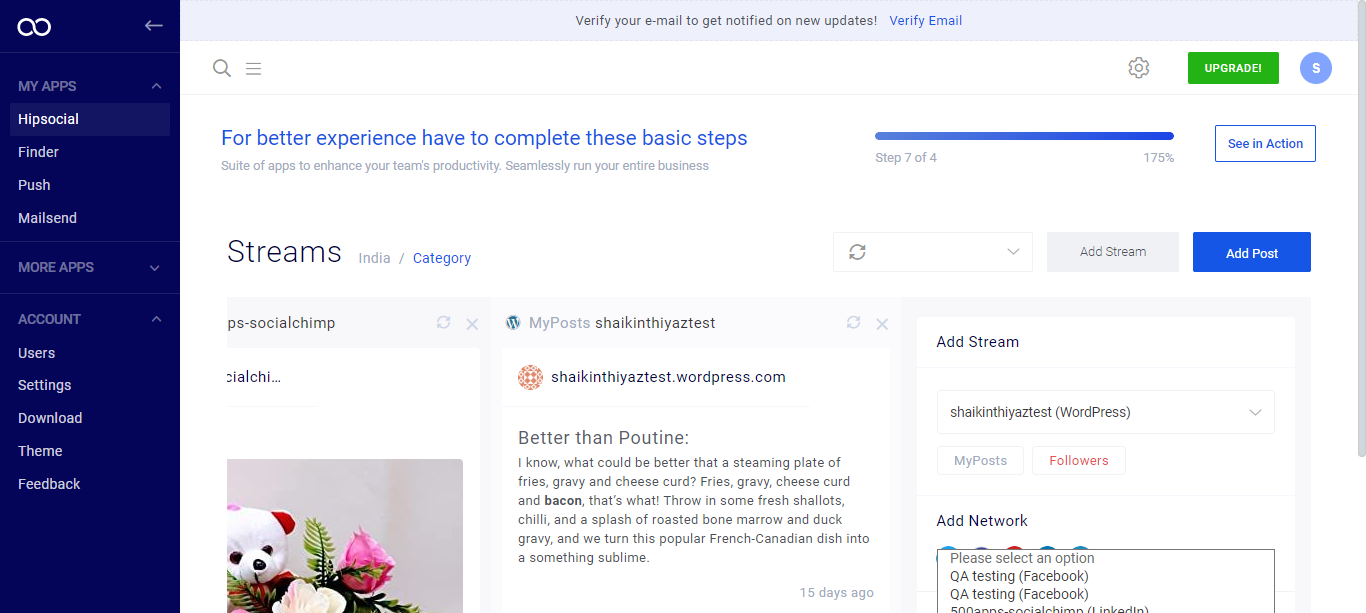 Verify your e-mail to get notified on new updates! Verify Email
UPGRADE!
S
MY APPS
Hipsocial
Finder
Push
Mailsend
MORE APPS
ACCOUNT
Users
Settings
Download
Theme
Feedback
For better experience have to complete these basic steps
Suite of apps to enhance your team's productivity. Seamlessly run your entire business
Step 7 of 4 175%
See in Action
Streams India / Category
Add Stream
Add Post
ps-socialchimp
cialchi...
MyPosts shaikinthiyaztest
shaikinthiyaztest.wordpress.com
Better than Poutine:
I know, what could be better that a steaming plate of
fries, gravy and cheese curd? Fries, gravy, cheese curd
and bacon, that's what! Throw in some fresh shallots,
chilli, and a splash of roasted bone marrow and duck
gravy, and we turn this popular French-Canadian dish into
a something sublime.
15 days ago
Add Stream
shaikinthiyaztest (WordPress)
MyPosts Followers
Add Network
Please select an option
QA testing (Facebook)
QA testing (Facebook)
500apps-socialchimp (LinkedIn)